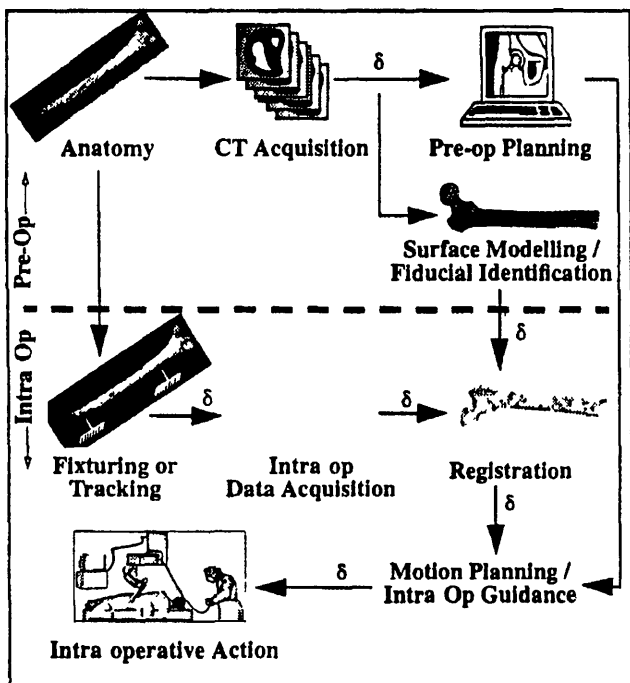 δ
Anatomy
CT Acquisition
Pre-op Planning
Pre-Op
Surface Modelling /
Fiducial Identification
δ
Intra Op
δ
δ
Fixturing or
Tracking
Intra op
Data Acquisition
Registration
δ
δ
Motion Planning /
Intra Op Guidance
Intra operative Action